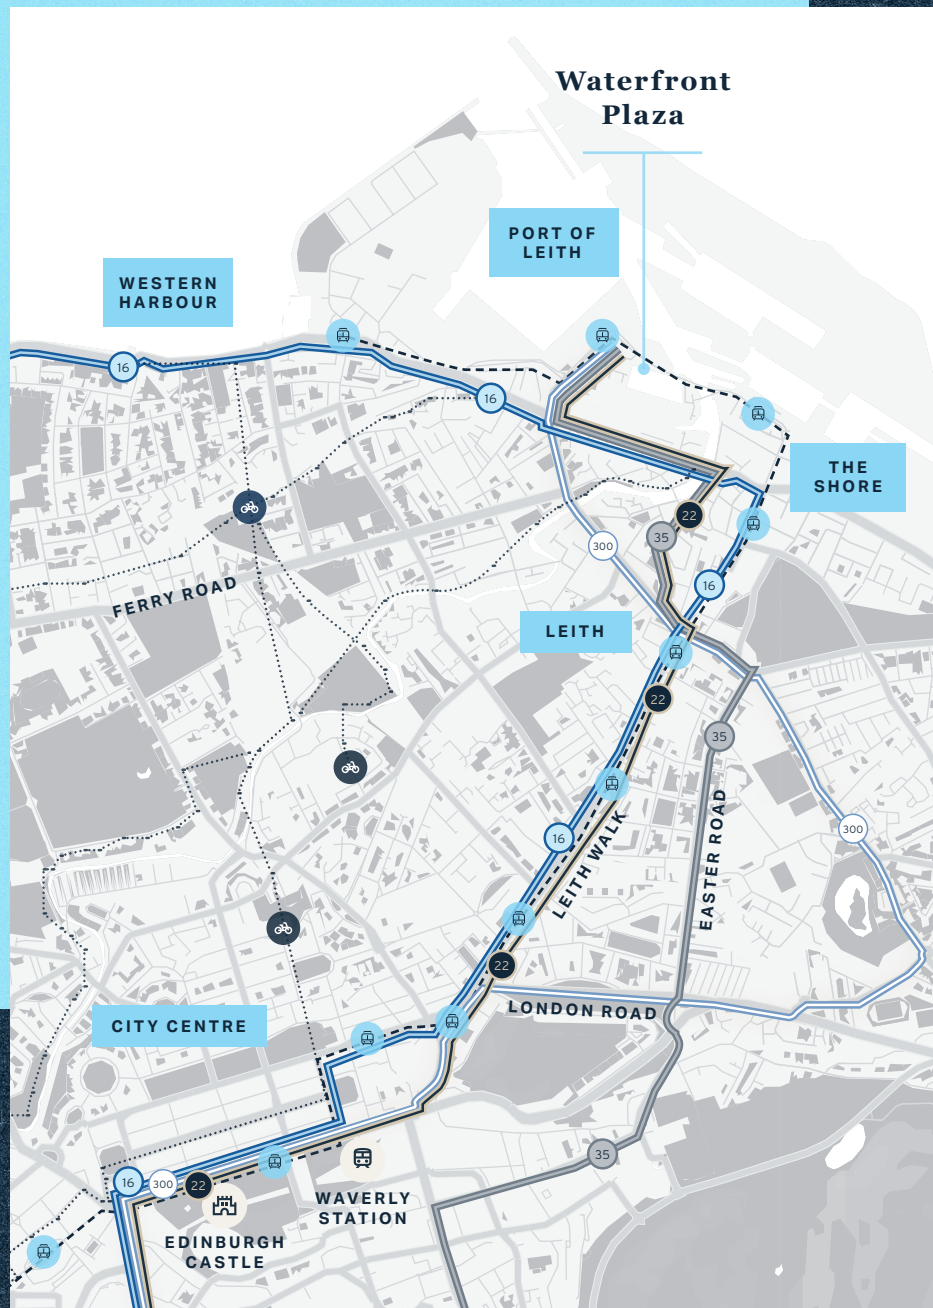 Waterfront
Plaza
PORT OF
LEITH
WESTERN
HARBOUR
16
16
THE
SHORE
22
35
300
16
FERRY ROAD
LEITH
22
35
16
300
LEITH WALK
EASTER ROAD
22
LONDON ROAD
CITY CENTRE
35
16
300
22
WAVERLY
STATION
EDINBURGH
CASTLE